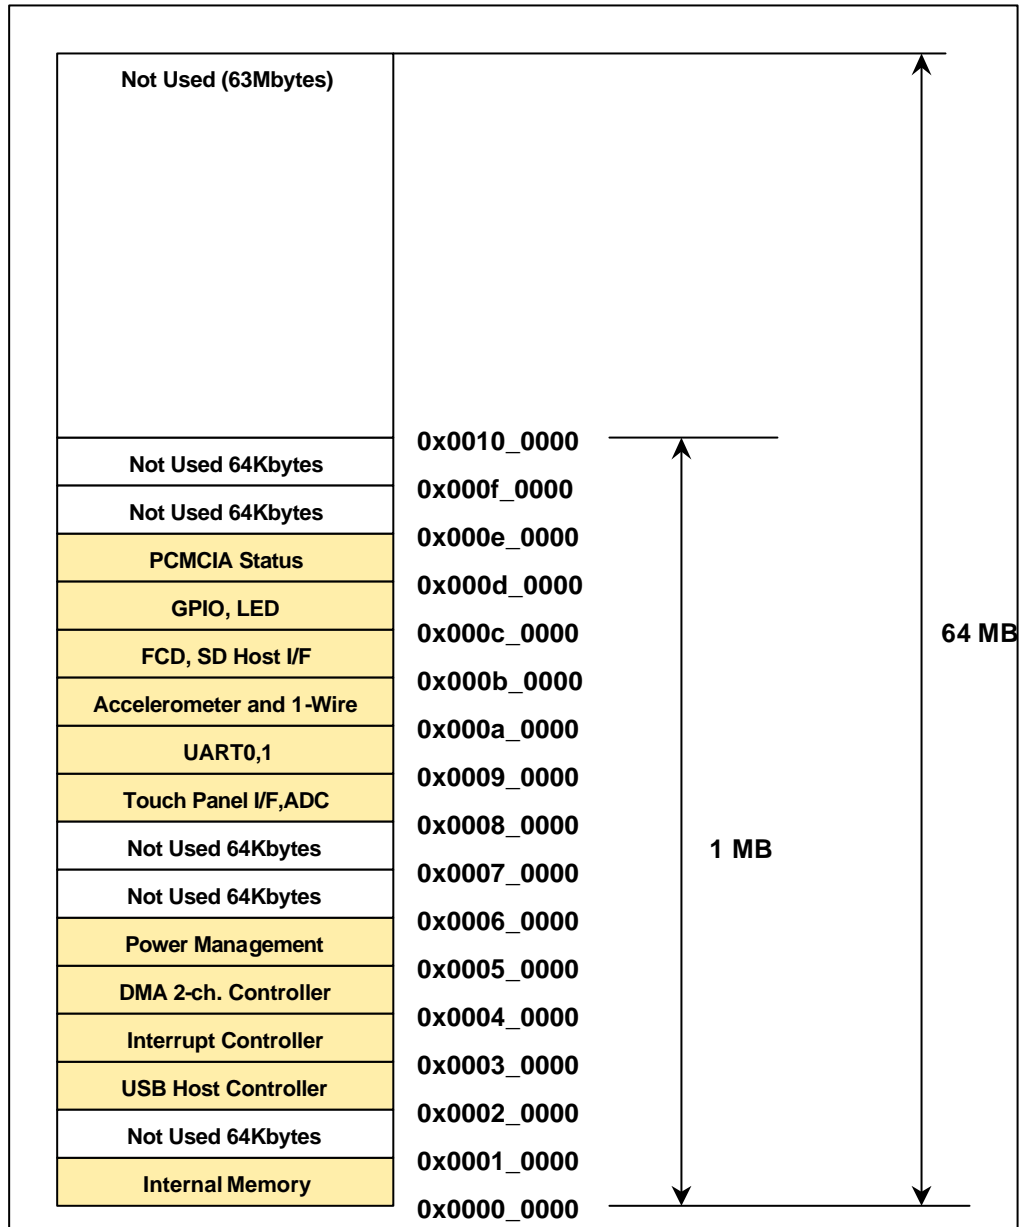 Not Used (63Mbytes)
0x0010_0000
Not Used 64Kbytes
0x000f_0000
Not Used 64Kbytes
0x000e_0000
PCMCIA Status
0x000d_0000
GPIO, LED
0x000c_0000
64 MB
FCD, SD Host I/F
0x000b_0000
Accelerometer and 1-Wire
0x000a_0000
UART0,1
0x0009_0000
Touch Panel I/F,ADC
0x0008_0000
Not Used 64Kbytes
1 MB
0x0007_0000
Not Used 64Kbytes
0x0006_0000
Power Management
0x0005_0000
DMA 2-ch. Controller
0x0004_0000
Interrupt Controller
0x0003_0000
USB Host Controller
0x0002_0000
Not Used 64Kbytes
0x0001_0000
Internal Memory
0x0000_0000